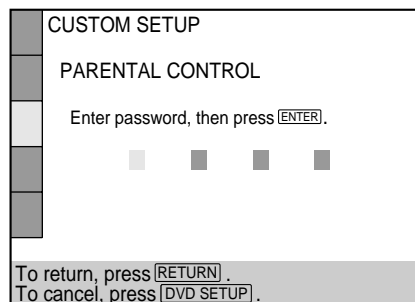 CUSTOM SETUP
PARENTAL CONTROL
Enter password, then press ENTER.
To return, press RETURN .
To cancel, press DVD SETUP .